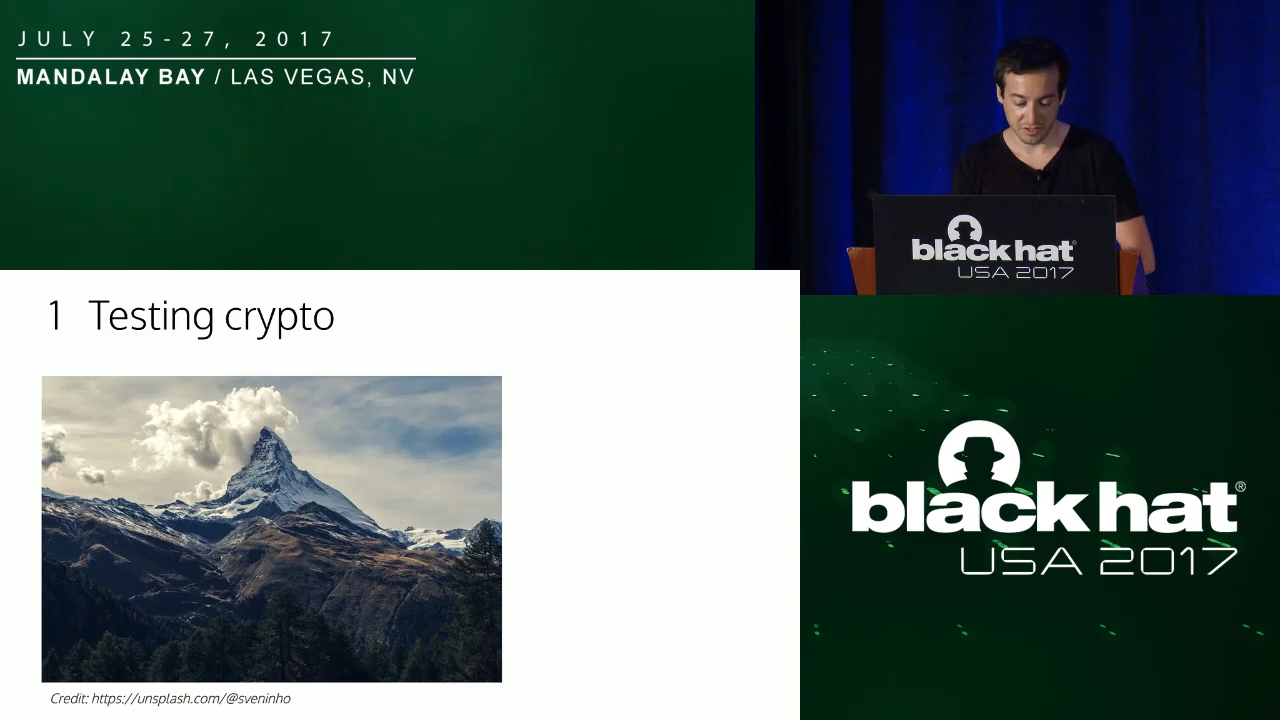 JULY 25-27, 2017
MANDALAY BAY / LAS VEGAS, NV
black hat®
USA 2017
1 Testing crypto
Credit: https://unsplash.com/@sveninho
black hat®
USA 2017